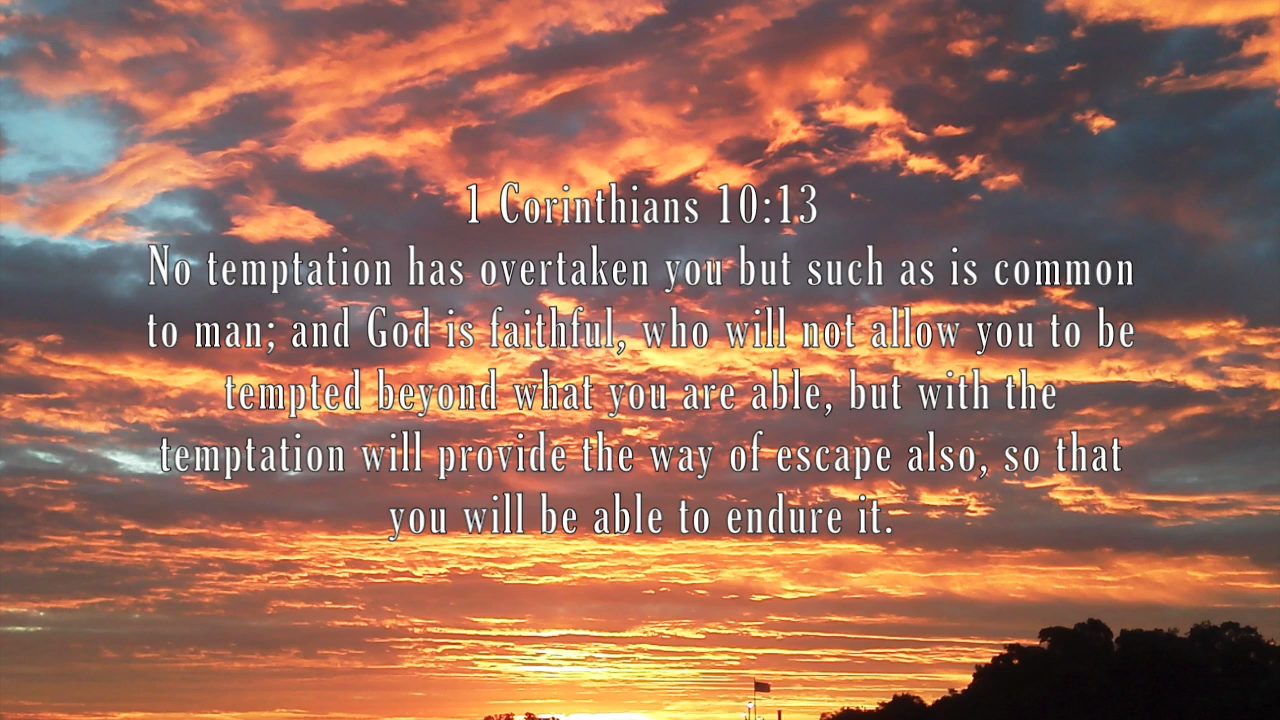 1 Corinthians 10:13
No temptation has overtaken you but such as is common
to man; and God is faithful, who will not allow you to be
tempted beyond what you are able, but with the
temptation will provide the way of escape also, so that
you will be able to endure it.